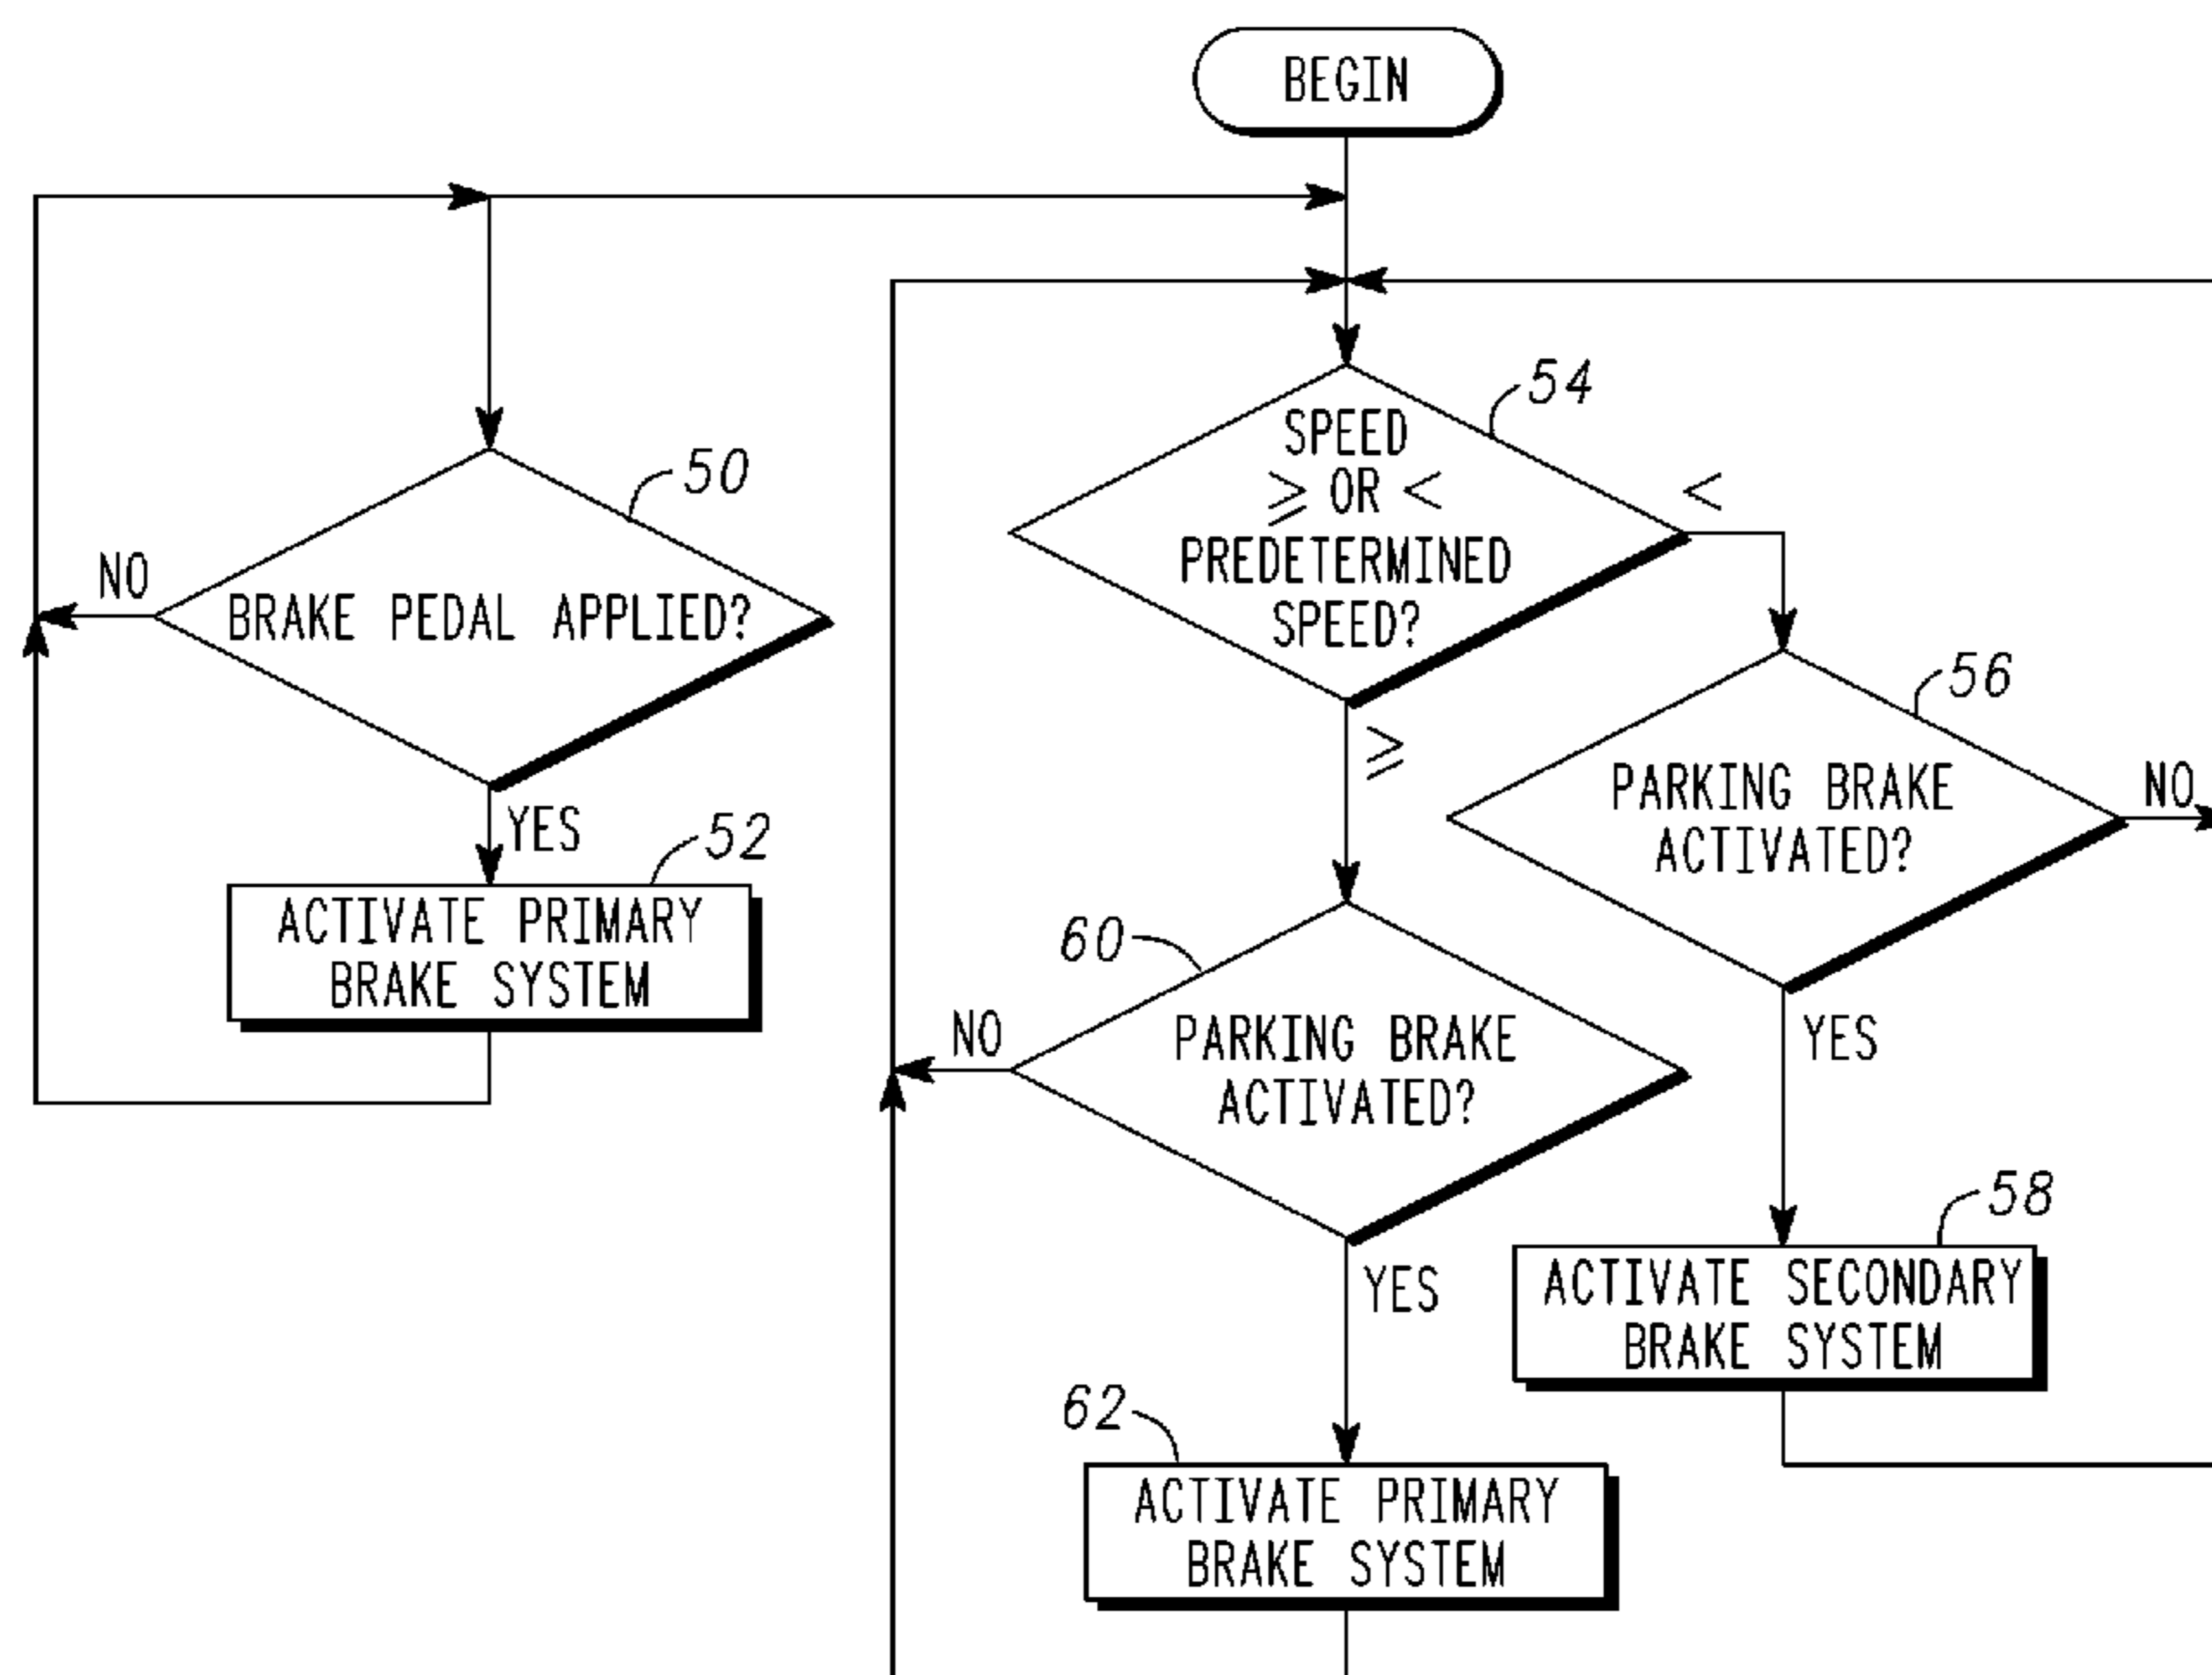 BEGIN
54
SPEED
≥ OR <
PREDETERMINED
SPEED?
<
≥
50
BRAKE PEDAL APPLIED?
NO
YES
52
ACTIVATE PRIMARY
BRAKE SYSTEM
56
PARKING BRAKE
ACTIVATED?
NO
YES
60
PARKING BRAKE
ACTIVATED?
NO
YES
58
ACTIVATE SECONDARY
BRAKE SYSTEM
62
ACTIVATE PRIMARY
BRAKE SYSTEM